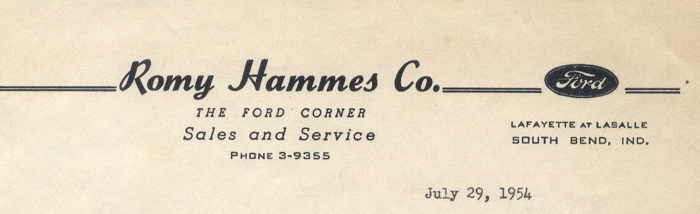 Romy Hammes Co.
Ford
THE FORD CORNER
Sales and Service
PHONE 3-9355
LAFAYETTE AT LASALLE
SOUTH BEND, IND.
July 29, 1954